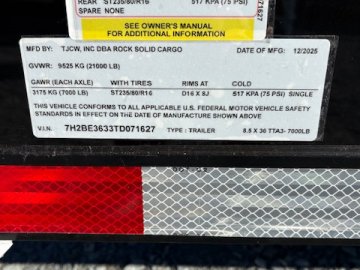 REAR ST235/80/R16 517 KPA (75 PSI)
SPARE NONE
71627
SEE OWNER'S MANUAL
FOR ADDITIONAL INFORMATION
MFD BY: TJCW, INC DBA ROCK SOLID CARGO DATE OF MFG: 12/2025
GVWR: 9525 KG (21000 LB)
GAWR (EACH AXLE) WITH TIRES RIMS AT COLD
3175 KG (7000 LB) ST235/80/R16 O16 X 8J 517 KPA (75 PSI) SINGLE
THIS VEHICLE CONFORMS TO ALL APPLICABLE U.S. FEDERAL MOTOR VEHICLE SAFETY
STANDARDS IN EFFECT ON THE DATE OF MANUFACTURE SHOWN ABOVE
V.I.N. 7H2BE3633TD071627 TYPE : TRAILER 8.5 X 36 TTA3- 7000LB